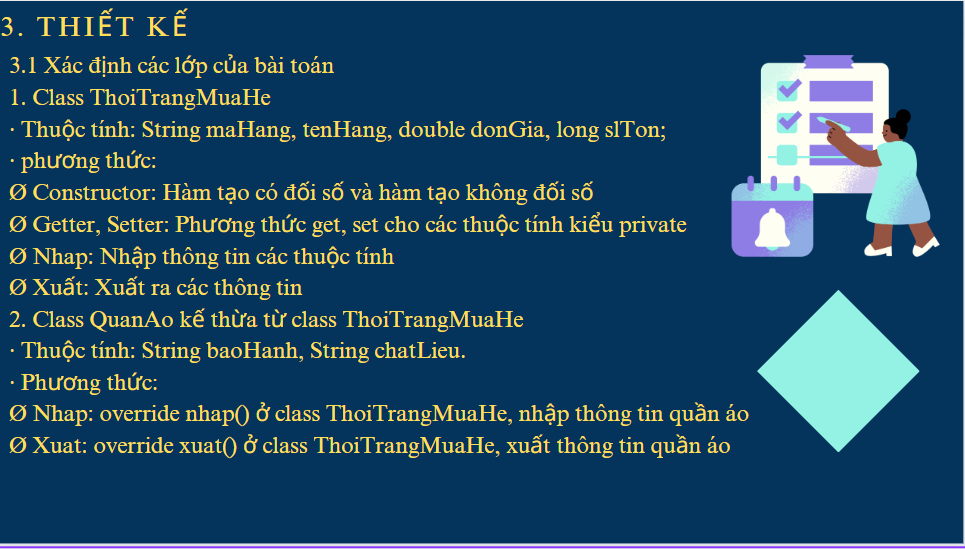 3. THIẾT KẾ
3.1 Xác định các lớp của bài toán
1. Class ThoiTrangMuaHe
· Thuộc tính: String maHang, tenHang, double donGia, long slTon;
· phương thức:
Ø Constructor: Hàm tạo có đối số và hàm tạo không đối số
Ø Getter, Setter: Phương thức get, set cho các thuộc tính kiểu private
Ø Nhap: Nhập thông tin các thuộc tính
Ø Xuất: Xuất ra các thông tin
2. Class QuanAo kế thừa từ class ThoiTrangMuaHe
· Thuộc tính: String baoHanh, String chatLieu.
· Phương thức:
Ø Nhap: override nhap() ở class ThoiTrangMuaHe, nhập thông tin quần áo
Ø Xuat: override xuat() ở class ThoiTrangMuaHe, xuất thông tin quần áo